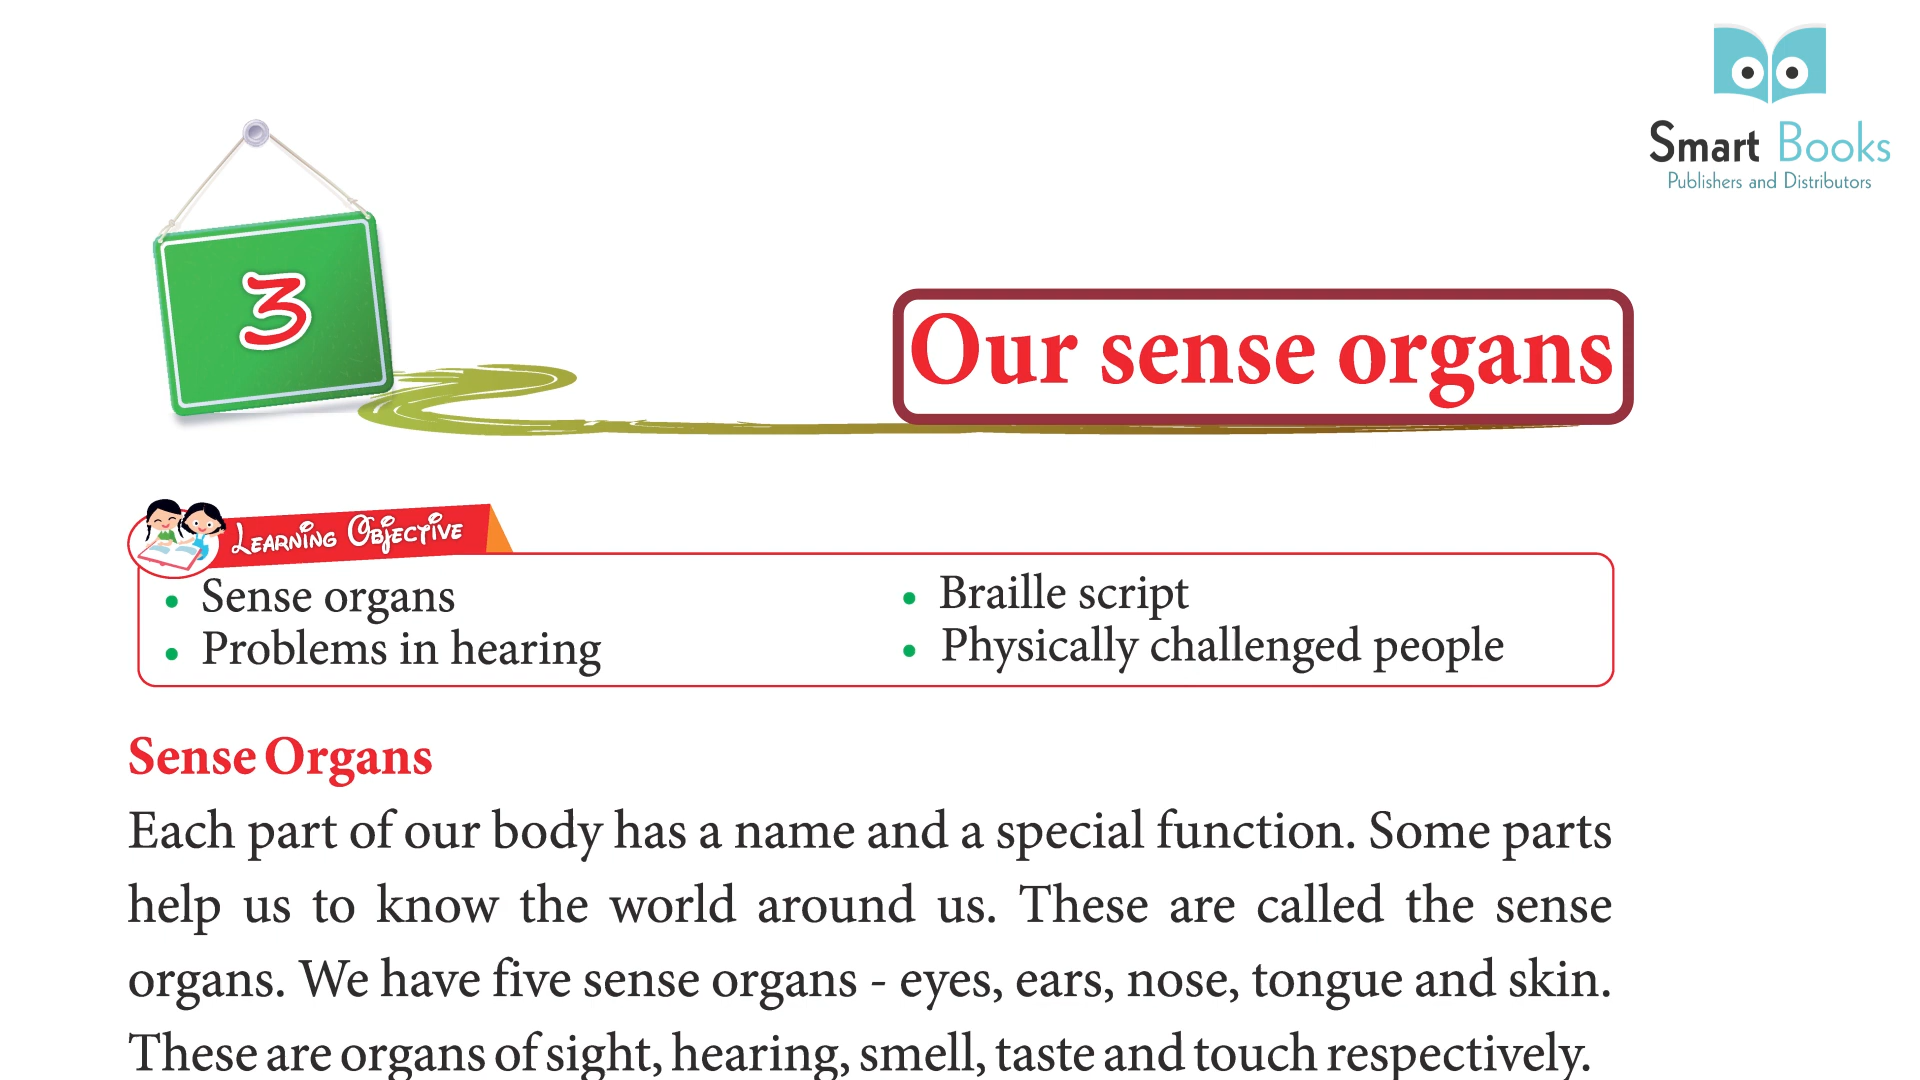 Smart Books
Publishers and Distributors
3
Our sense organs
Learning Objective
• Sense organs
• Problems in hearing
• Braille script
• Physically challenged people
Sense Organs
Each part of our body has a name and a special function. Some parts
help us to know the world around us. These are called the sense
organs. We have five sense organs - eyes, ears, nose, tongue and skin.
These are organs of sight, hearing, smell, taste and touch respectively.